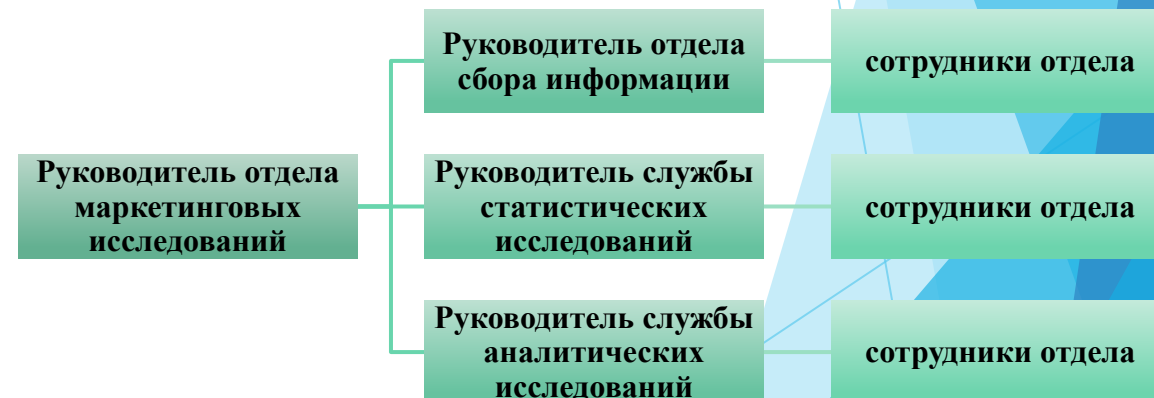 Руководитель отдела
сбора информации
сотрудники отдела
Руководитель отдела
маркетинговых
исследований
Руководитель службы
статистических
исследований
сотрудники отдела
Руководитель службы
аналитических
исследований
сотрудники отдела